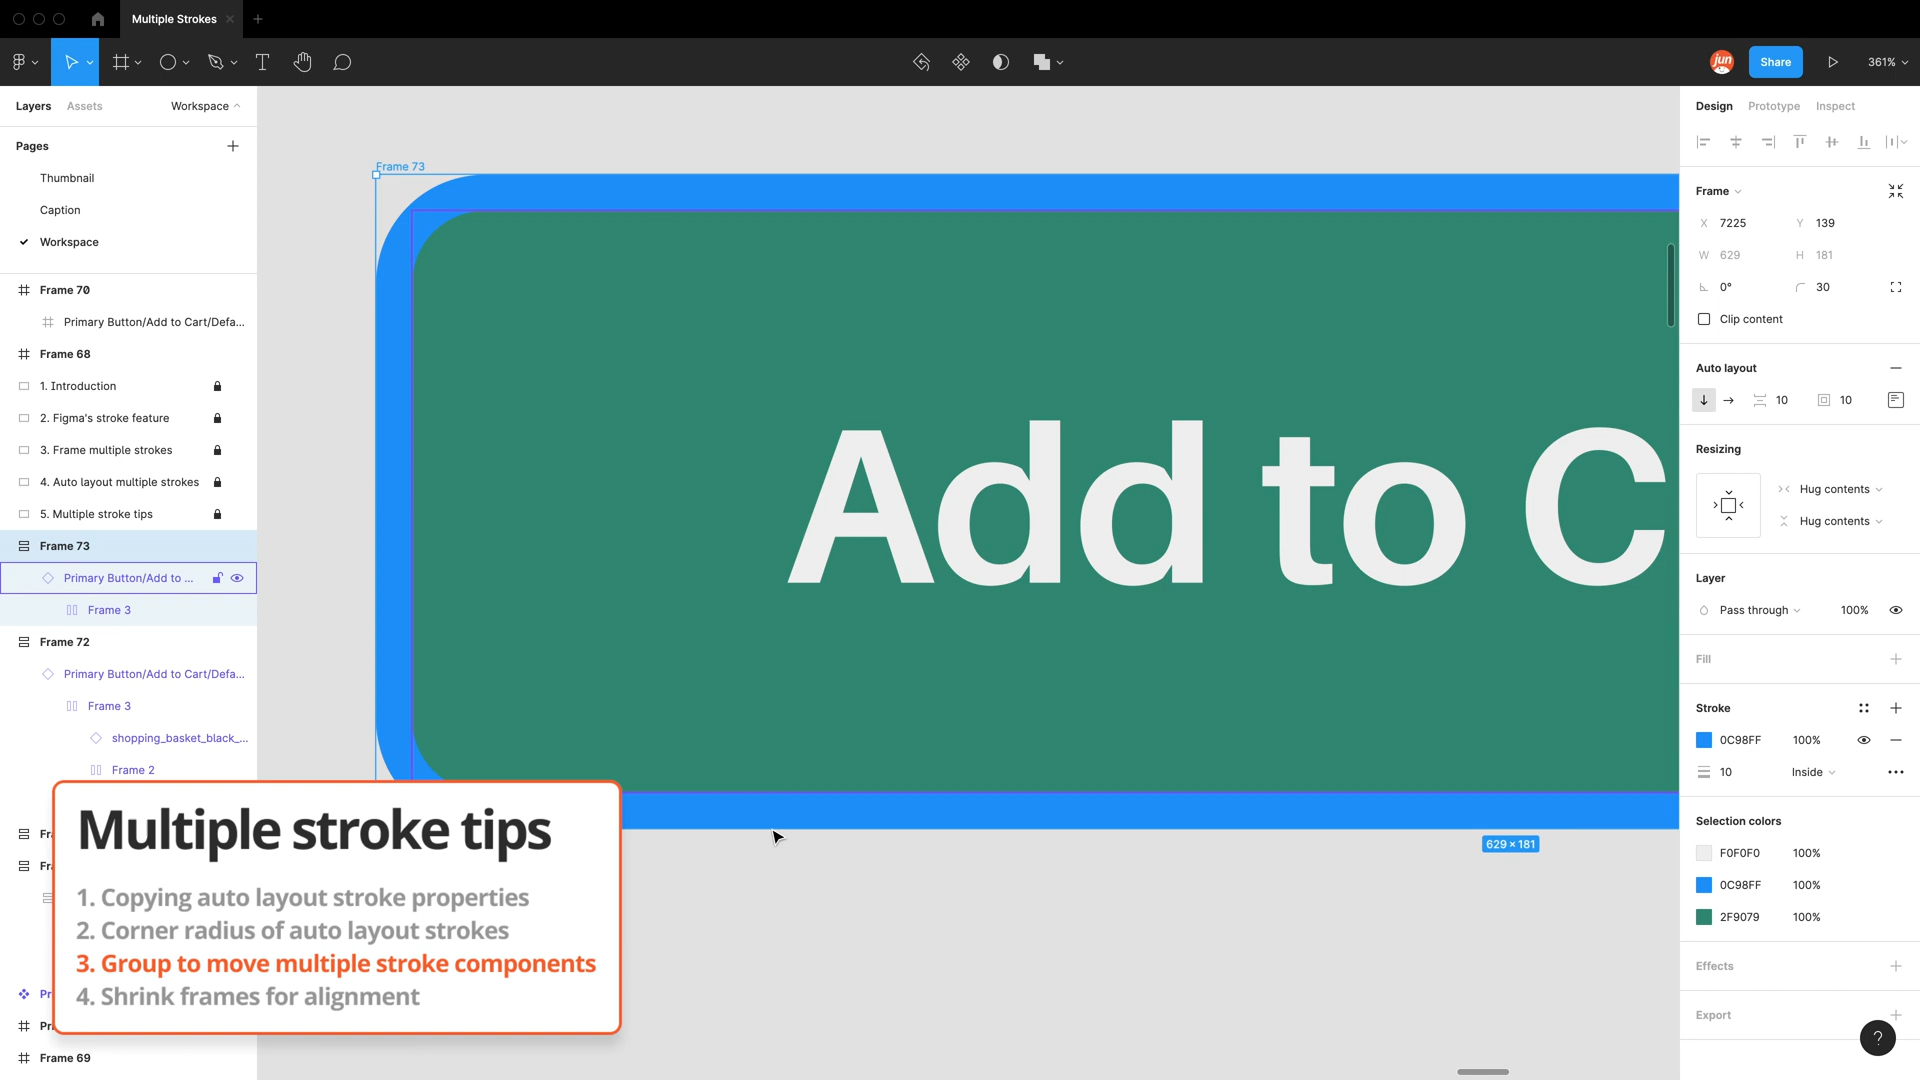 Multiple Strokes
jun
Share
361%
Layers
Assets
Workspace
Pages
Thumbnail
Caption
Workspace
Frame 70
Primary Button/Add to Cart/Defa...
Frame 68
1. Introduction
2. Figma's stroke feature
3. Frame multiple strokes
4. Auto layout multiple strokes
5. Multiple stroke tips
Frame 73
Primary Button/Add to ...
Frame 3
Frame 72
Primary Button/Add to Cart/Defa...
Frame 3
shopping_basket_black_...
Frame 2
Fr
Fr
Pr
Pr
Frame 69
Frame 73
Add to C
629 × 181
Multiple stroke tips
1. Copying auto layout stroke properties
2. Corner radius of auto layout strokes
3. Group to move multiple stroke components
4. Shrink frames for alignment
Design
Prototype
Inspect
Frame
X 7225
Y 139
W 629
H 181
0°
30
Clip content
Auto layout
10
10
Resizing
Hug contents
Hug contents
Layer
Pass through
100%
Fill
Stroke
0C98FF
100%
10
Inside
Selection colors
F0F0F0
100%
0C98FF
100%
2F9079
100%
Effects
Export
?